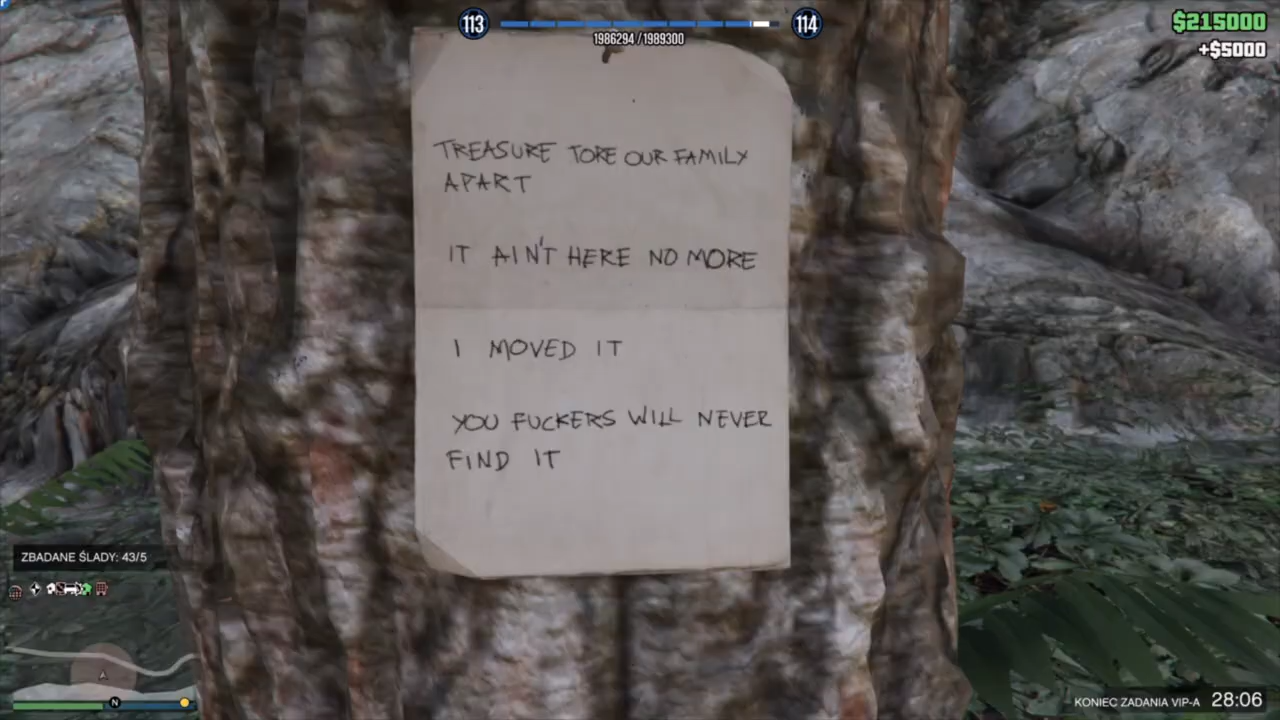 113
114
1986294 / 1989300
$215000
+$5000
TREASURE TORE OUR FAMILY
APART
IT AIN'T HERE NO MORE
I MOVED IT
YOU FUCKERS WILL NEVER
FIND IT
ZBADANE ŚLADY: 43/5
N
KONIEC ZADANIA VIP-A 28:06